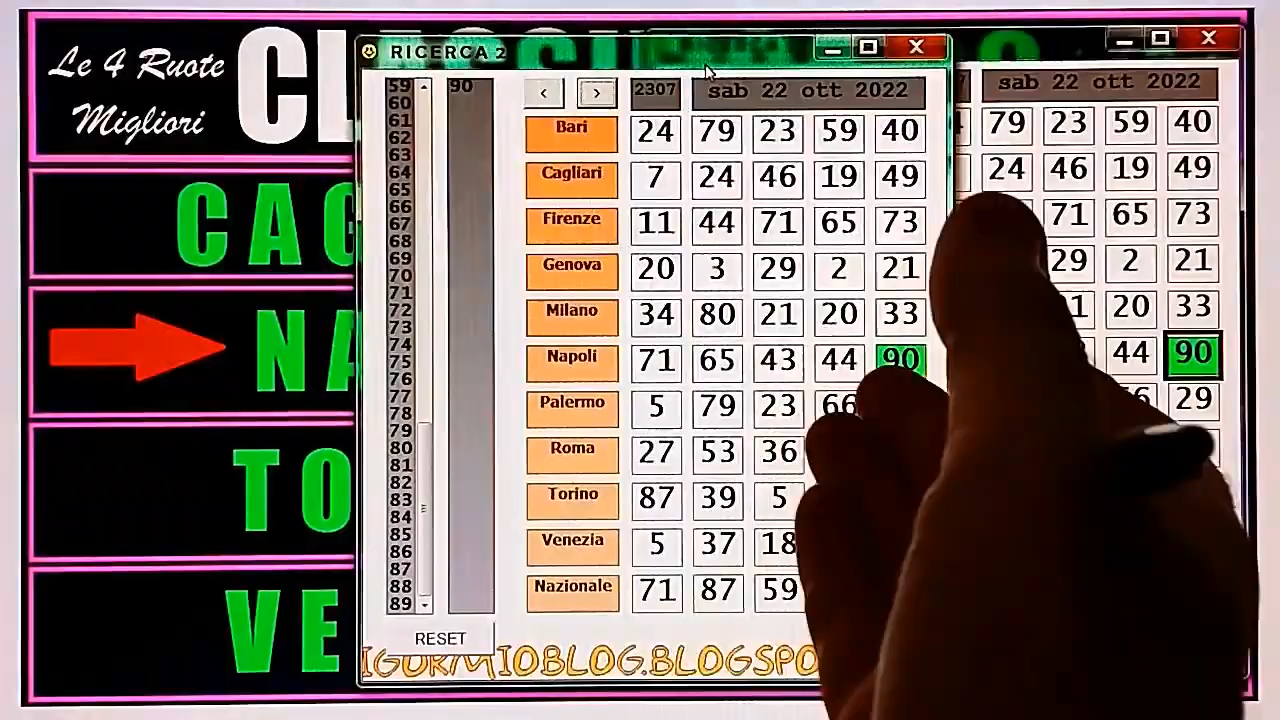 Le 4 Ruote
Migliori
RICERCA 2
59
60
61
62
63
64
65
66
67
68
69
70
71
72
73
74
75
76
77
78
79
80
81
82
83
84
85
86
87
88
89
90
< > 2307 sab 22 ott 2022
Bari 24 79 23 59 40
Cagliari 7 24 46 19 49
Firenze 11 44 71 65 73
Genova 20 3 29 2 21
Milano 34 80 21 20 33
Napoli 71 65 43 44 90
Palermo 5 79 23 66
Roma 27 53 36
Torino 87 39 5
Venezia 5 37 18
Nazionale 71 87 59
RESET
IGORMIOBLOG.BLOGSPO
sab 22 ott 2022
79 23 59 40
24 46 19 49
71 65 73
29 2 21
1 20 33
44 90
6 29
CAG
NA
TO
VE